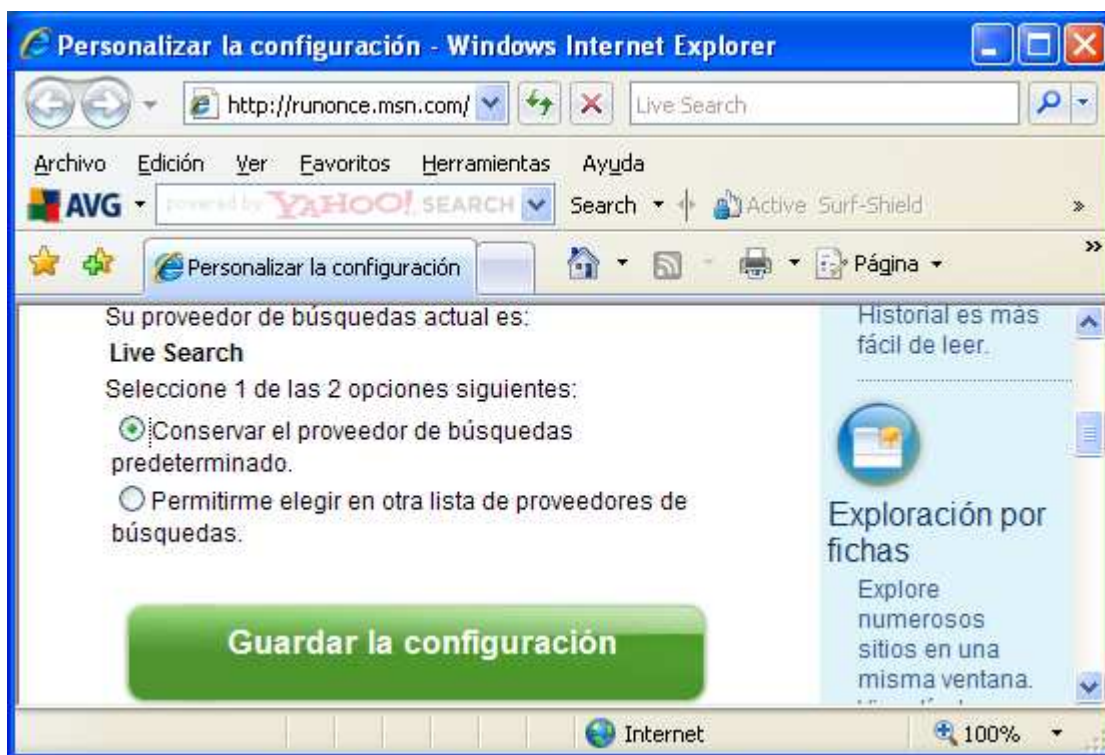 Personalizar la configuración - Windows Internet Explorer
http://runonce.msn.com/ Live Search
Archivo Edición Ver Favoritos Herramientas Ayuda
AVG powered by YAHOO! SEARCH Search Active Surf-Shield »
Personalizar la configuración Página »
Su proveedor de búsquedas actual es:
Live Search
Seleccione 1 de las 2 opciones siguientes:
Conservar el proveedor de búsquedas
predeterminado.
Permitirme elegir en otra lista de proveedores de
búsquedas.
Guardar la configuración
Historial es más
fácil de leer.
Exploración por
fichas
Explore
numerosos
sitios en una
misma ventana.
Internet 100%